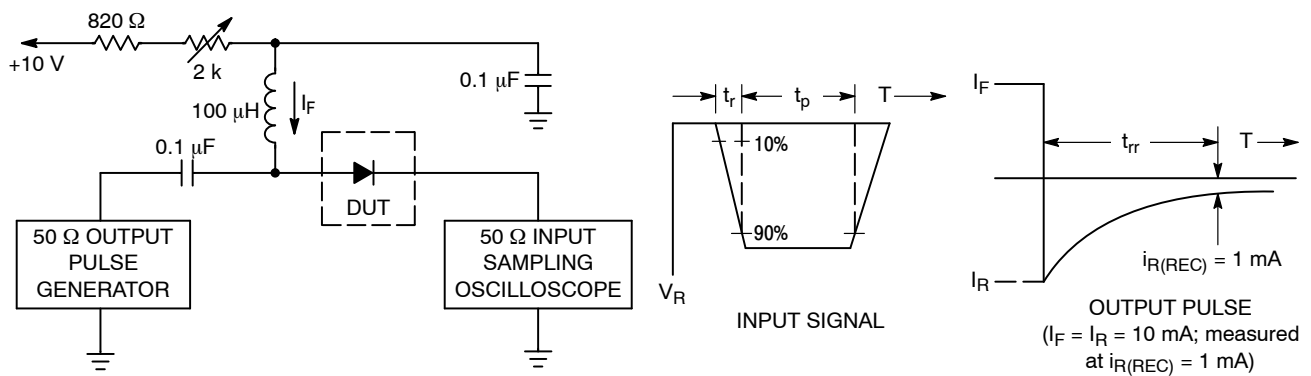 820 Ω
+10 V
2 k
100 µH
I_F
0.1 µF
0.1 µF
DUT
50 Ω OUTPUT
PULSE
GENERATOR
50 Ω INPUT
SAMPLING
OSCILLOSCOPE
t_r
t_p
T
10%
90%
V_R
INPUT SIGNAL
I_F
t_rr
T
i_R(REC) = 1 mA
I_R
OUTPUT PULSE
(I_F = I_R = 10 mA; measured
at i_R(REC) = 1 mA)